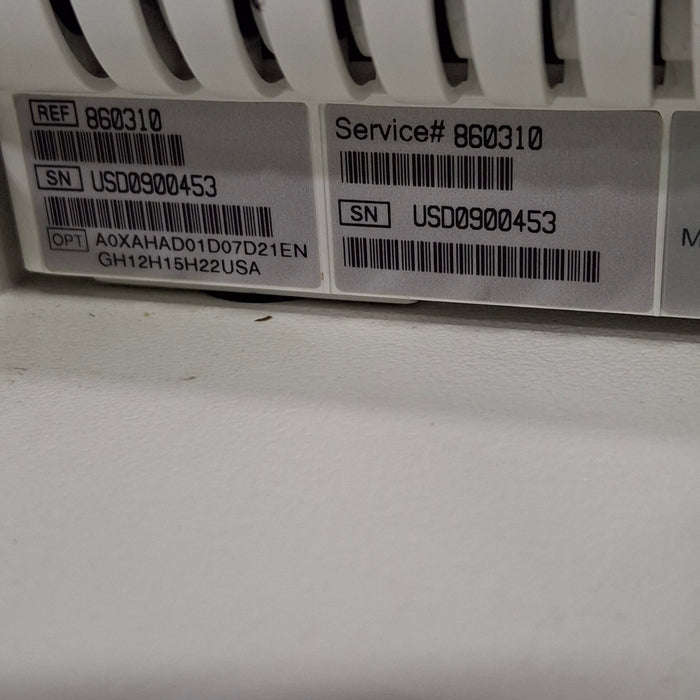 REF 860310
SN USD0900453
OPT A0XAHAD01D07D21EN
GH12H15H22USA
Service# 860310
SN USD0900453
M